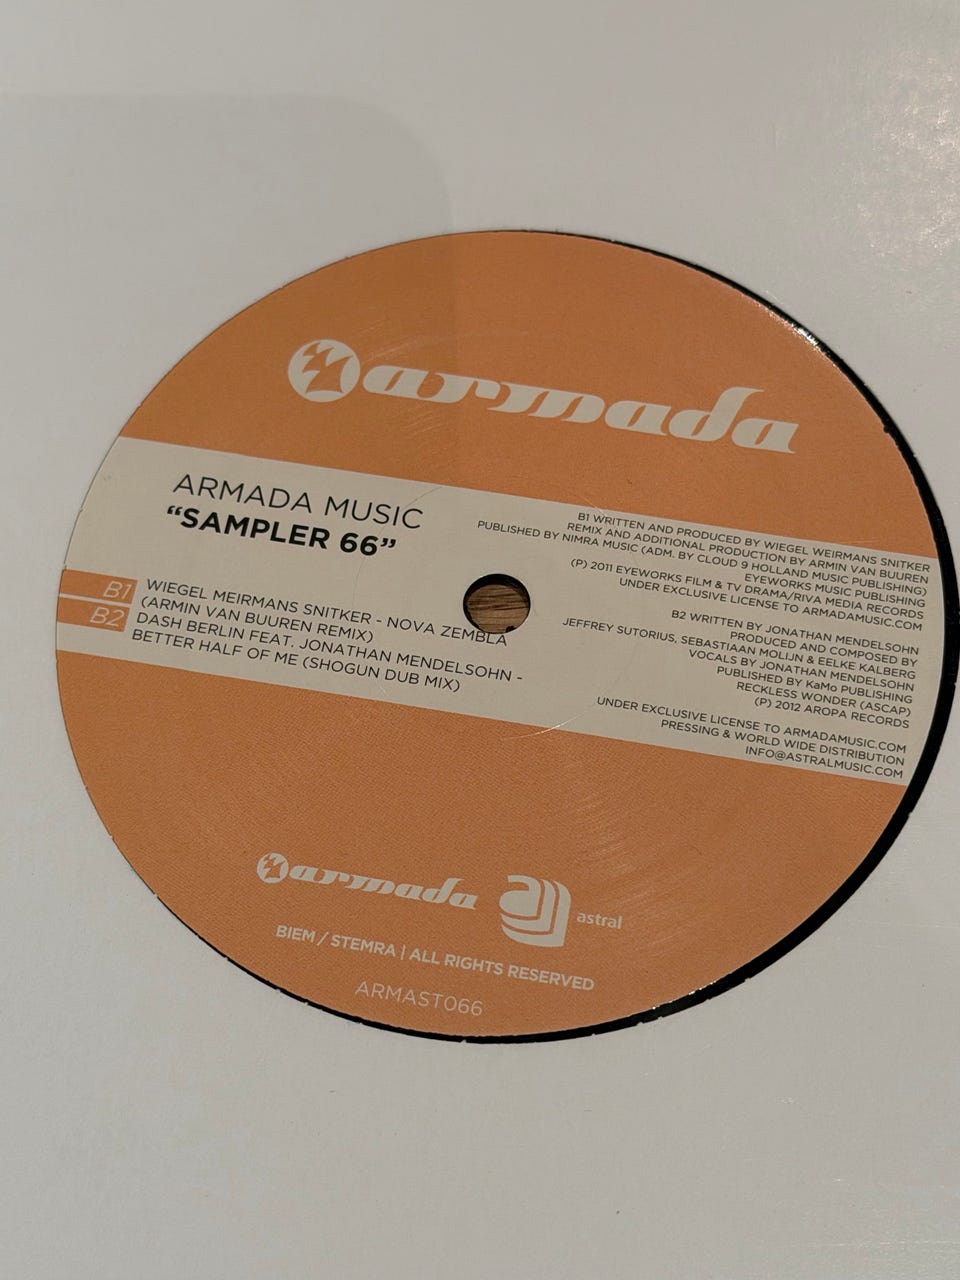 armada
ARMADA MUSIC
“SAMPLER 66”
B1 WIEGEL MEIRMANS SNITKER - NOVA ZEMBLA
(ARMIN VAN BUUREN REMIX)
B2 DASH BERLIN FEAT. JONATHAN MENDELSOHN -
BETTER HALF OF ME (SHOGUN DUB MIX)
B1 WRITTEN AND PRODUCED BY WIEGEL WEIRMANS SNITKER
REMIX AND ADDITIONAL PRODUCTION BY ARMIN VAN BUUREN
PUBLISHED BY NIMRA MUSIC (ADM. BY CLOUD 9 HOLLAND MUSIC PUBLISHING)
EYEWORKS MUSIC PUBLISHING
(P) 2011 EYEWORKS FILM & TV DRAMA/RIVA MEDIA RECORDS
UNDER EXCLUSIVE LICENSE TO ARMADAMUSIC.COM
B2 WRITTEN BY JONATHAN MENDELSOHN
PRODUCED AND COMPOSED BY
JEFFREY SUTORIUS, SEBASTIAAN MOLIJN & EELKE KALBERG
VOCALS BY JONATHAN MENDELSOHN
PUBLISHED BY KaMo PUBLISHING
RECKLESS WONDER (ASCAP)
(P) 2012 AROPA RECORDS
UNDER EXCLUSIVE LICENSE TO ARMADAMUSIC.COM
PRESSING & WORLD WIDE DISTRIBUTION
INFO@ASTRALMUSIC.COM
armada astral
BIEM / STEMRA | ALL RIGHTS RESERVED
ARMAST066